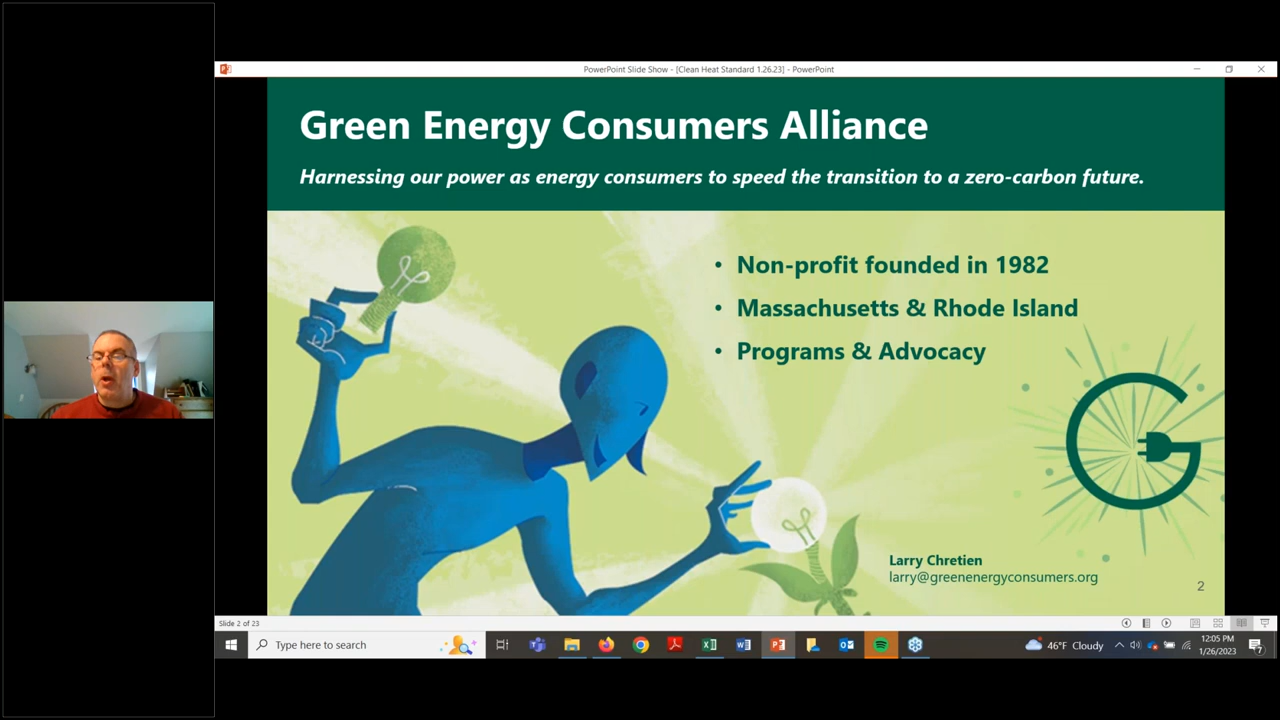 PowerPoint Slide Show - [Clean Heat Standard 1.26.23] - PowerPoint
Green Energy Consumers Alliance
Harnessing our power as energy consumers to speed the transition to a zero-carbon future.
• Non-profit founded in 1982
• Massachusetts & Rhode Island
• Programs & Advocacy
Larry Chretien
larry@greenenergyconsumers.org
2
Slide 2 of 23
Type here to search
46°F Cloudy
12:05 PM
1/26/2023